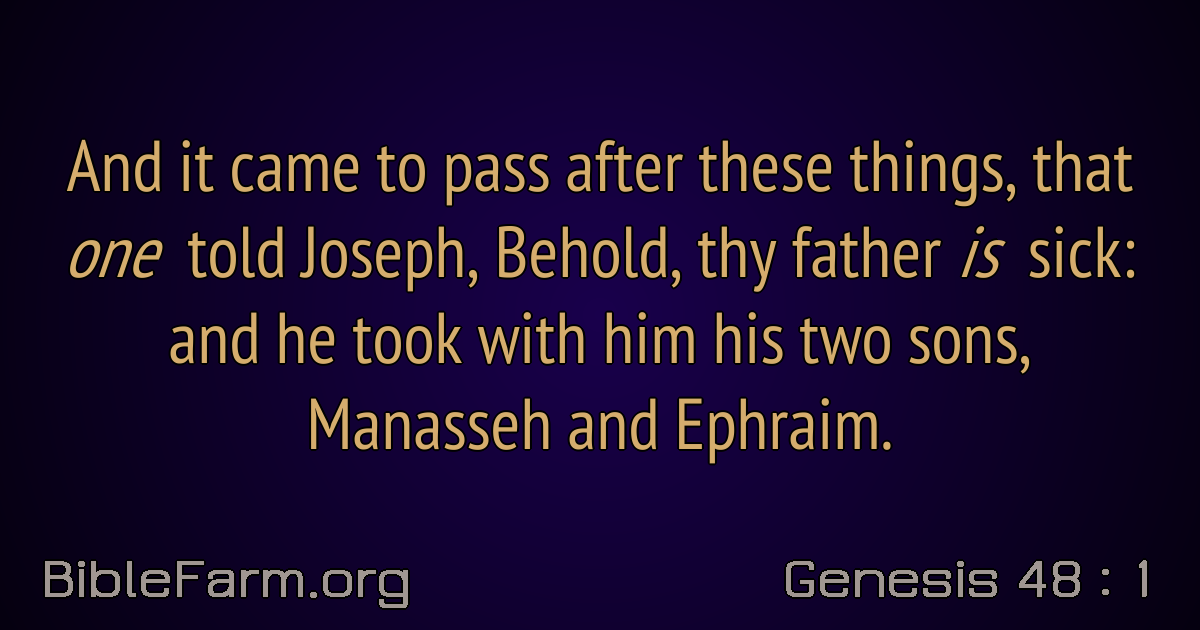 And it came to pass after these things, that
one told Joseph, Behold, thy father is sick:
and he took with him his two sons,
Manasseh and Ephraim.
BibleFarm.org
Genesis 48 : 1